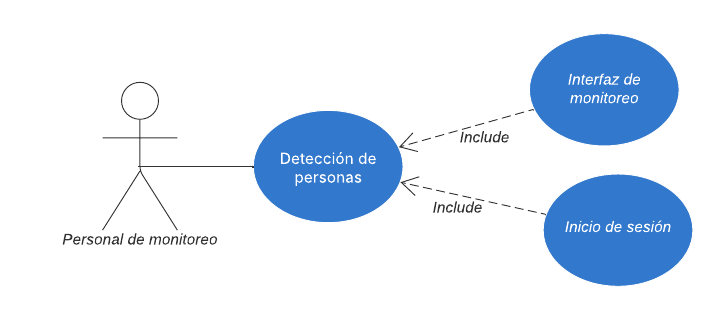 Interfaz de
monitoreo
Include
Detección de
personas
Include
Inicio de sesión
Personal de monitoreo